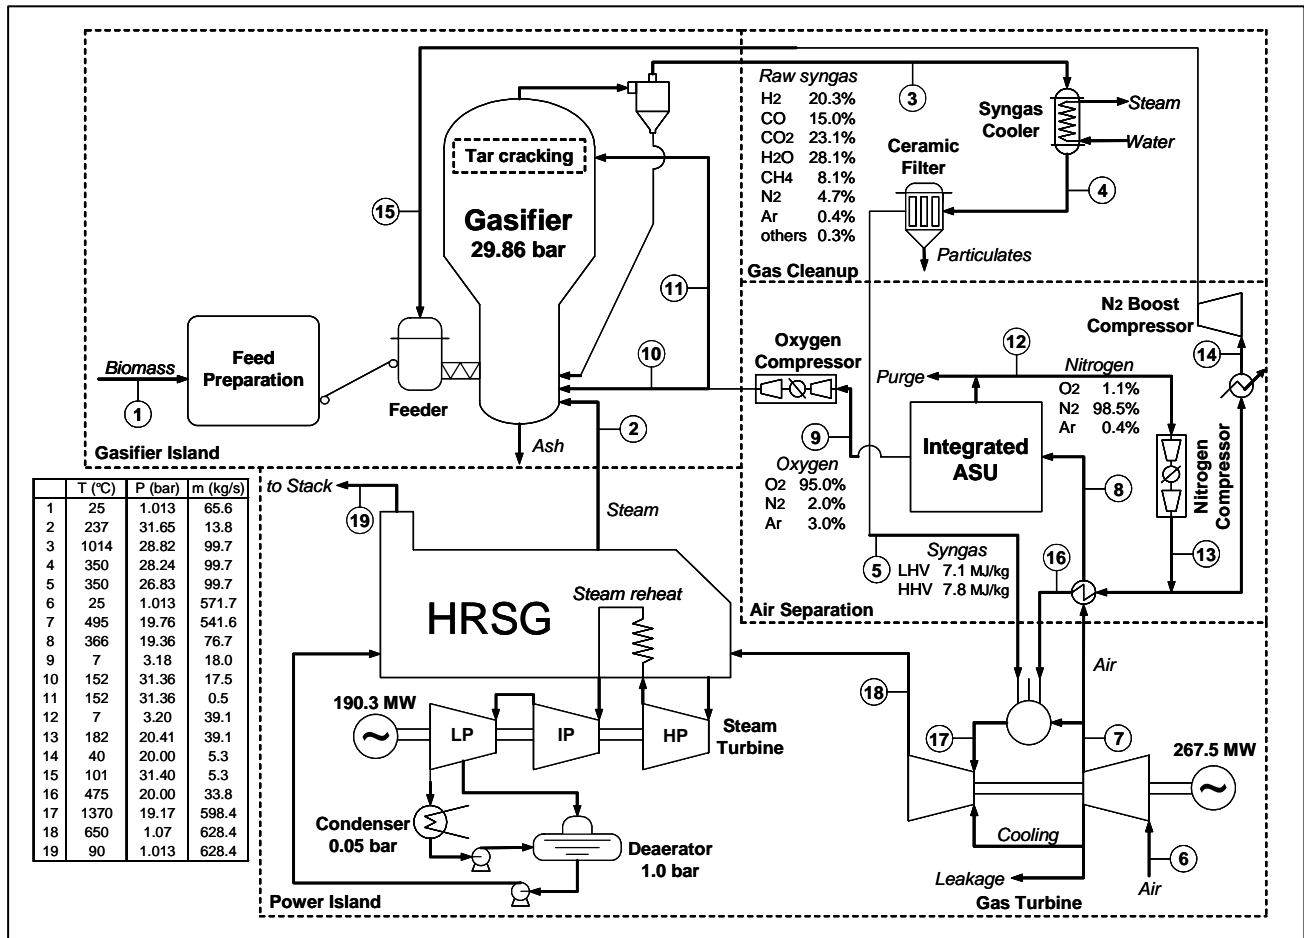 Raw syngas
H2 20.3%
CO 15.0%
CO2 23.1%
H2O 28.1%
CH4 8.1%
N2 4.7%
Ar 0.4%
others 0.3%
3
Syngas
Cooler
Steam
Water
Ceramic
Filter
4
Particulates
Gas Cleanup
Tar cracking
Gasifier
29.86 bar
15
11
10
Biomass
1
Feed
Preparation
Feeder
2
Ash
Gasifier Island
N2 Boost
Compressor
14
Oxygen
Compressor
12
Nitrogen
O2 1.1%
N2 98.5%
Ar 0.4%
Purge
Integrated
ASU
9
Oxygen
O2 95.0%
N2 2.0%
Ar 3.0%
8
Nitrogen
Compressor
13
16
5
Syngas
LHV 7.1 MJ/kg
HHV 7.8 MJ/kg
Air Separation
T (°C) P (bar) m (kg/s)
1 25 1.013 65.6
2 237 31.65 13.8
3 1014 28.82 99.7
4 350 28.24 99.7
5 350 26.83 99.7
6 25 1.013 571.7
7 495 19.76 541.6
8 366 19.36 76.7
9 7 3.18 18.0
10 152 31.36 17.5
11 152 31.36 0.5
12 7 3.20 39.1
13 182 20.41 39.1
14 40 20.00 5.3
15 101 31.40 5.3
16 475 20.00 33.8
17 1370 19.17 598.4
18 650 1.07 628.4
19 90 1.013 628.4
to Stack
19
Steam
Steam reheat
HRSG
190.3 MW
LP
IP
HP
Steam
Turbine
Condenser
0.05 bar
Deaerator
1.0 bar
Power Island
Air
18
17
7
267.5 MW
Cooling
Leakage
6
Air
Gas Turbine